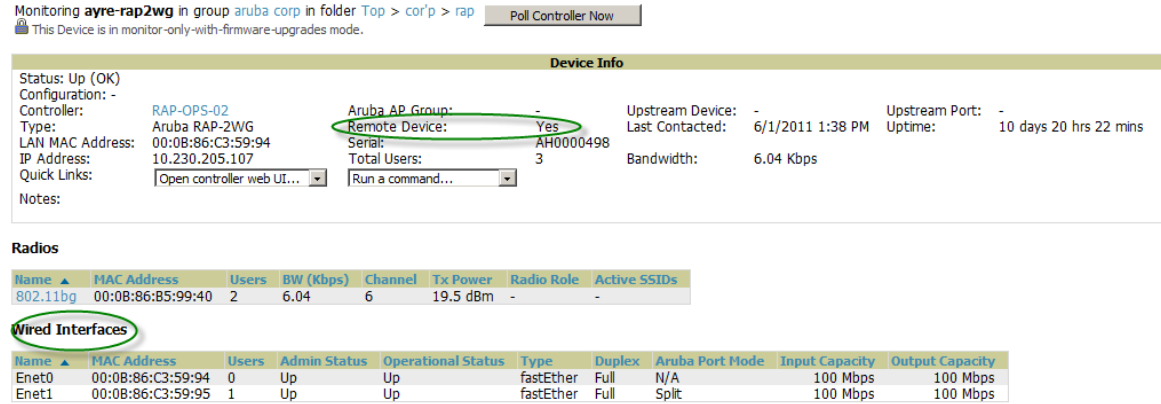 Monitoring ayre-rap2wg in group aruba corp in folder Top > cor'p > rap Poll Controller Now
This Device is in monitor-only-with-firmware-upgrades mode.
Device Info
Status: Up (OK)
Configuration: -
Controller: RAP-OPS-02 Aruba AP Group: - Upstream Device: - Upstream Port: -
Type: Aruba RAP-2WG Remote Device: Yes Last Contacted: 6/1/2011 1:38 PM Uptime: 10 days 20 hrs 22 mins
LAN MAC Address: 00:0B:86:C3:59:94 Serial: AH0000498
IP Address: 10.230.205.107 Total Users: 3 Bandwidth: 6.04 Kbps
Quick Links: Open controller web UI... Run a command...
Notes:
Radios
Name MAC Address Users BW (Kbps) Channel Tx Power Radio Role Active SSIDs
802.11bg 00:0B:86:B5:99:40 2 6.04 6 19.5 dBm - -
Wired Interfaces
Name MAC Address Users Admin Status Operational Status Type Duplex Aruba Port Mode Input Capacity Output Capacity
Enet0 00:0B:86:C3:59:94 0 Up Up fastEther Full N/A 100 Mbps 100 Mbps
Enet1 00:0B:86:C3:59:95 1 Up Up fastEther Full Split 100 Mbps 100 Mbps